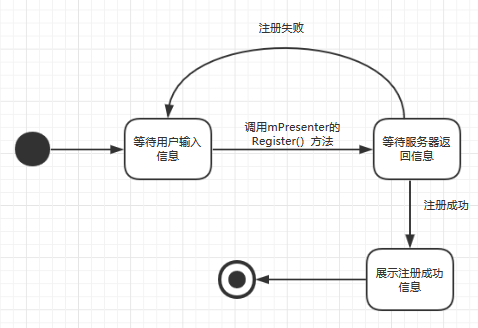 注册失败
等待用户输入
信息
调用mPresenter的
Register() 方法
等待服务器返
回信息
注册成功
展示注册成功
信息